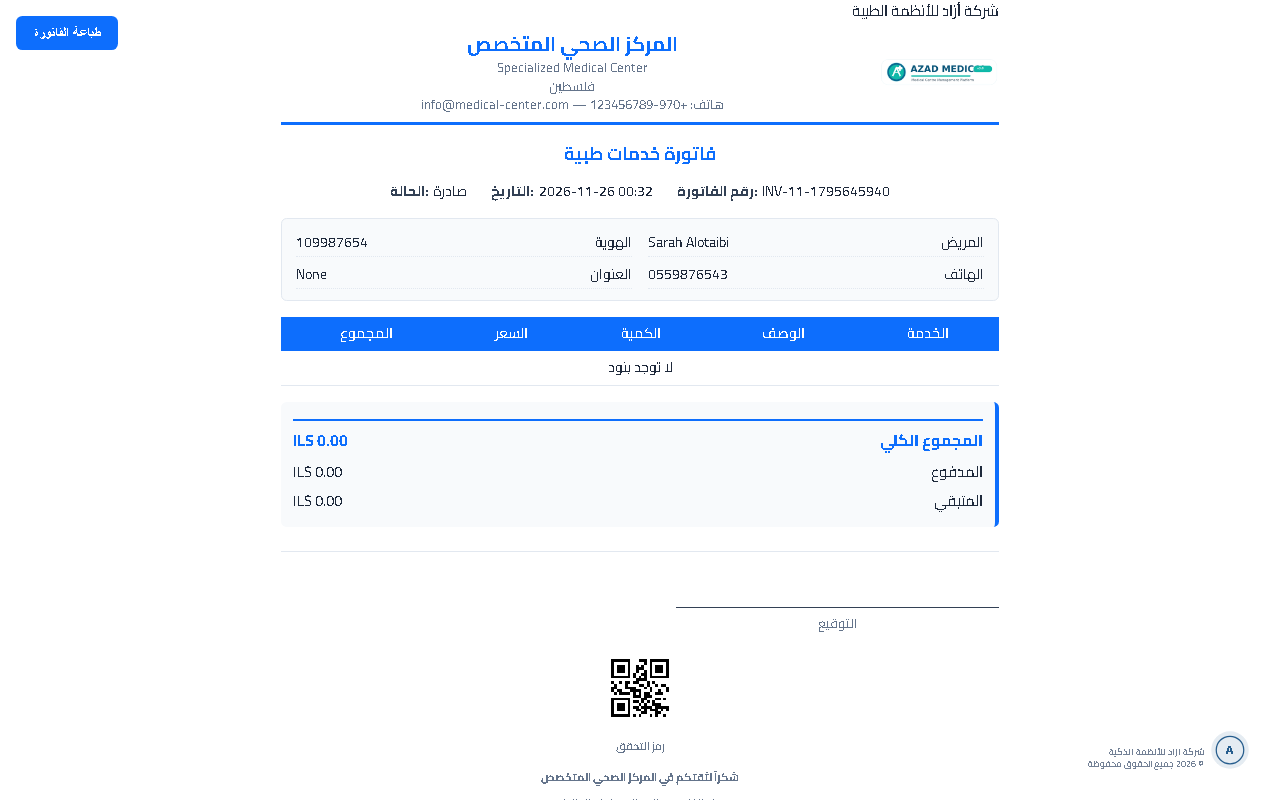 شركة أزاد للأنظمة الطبية
طباعة الفاتورة
المركز الصحي المتخصص
AZAD MEDIC
Specialized Medical Center
فلسطين
هاتف: +970-123456789 — info@medical-center.com
فاتورة خدمات طبية
رقم الفاتورة: INV-11-1795645940 التاريخ: 2026-11-26 00:32 الحالة: صادرة
المريض Sarah Alotaibi الهوية 109987654
الهاتف 0559876543 العنوان None
الخدمة الوصف الكمية السعر المجموع
لا توجد بنود
المجموع الكلي ILS 0.00
المدفوع ILS 0.00
المتبقي ILS 0.00
التوقيع
رمز التحقق
شكراً لثقتكم في المركز الصحي المتخصص
A
شركة أزاد للأنظمة الذكية
© 2026 جميع الحقوق محفوظة